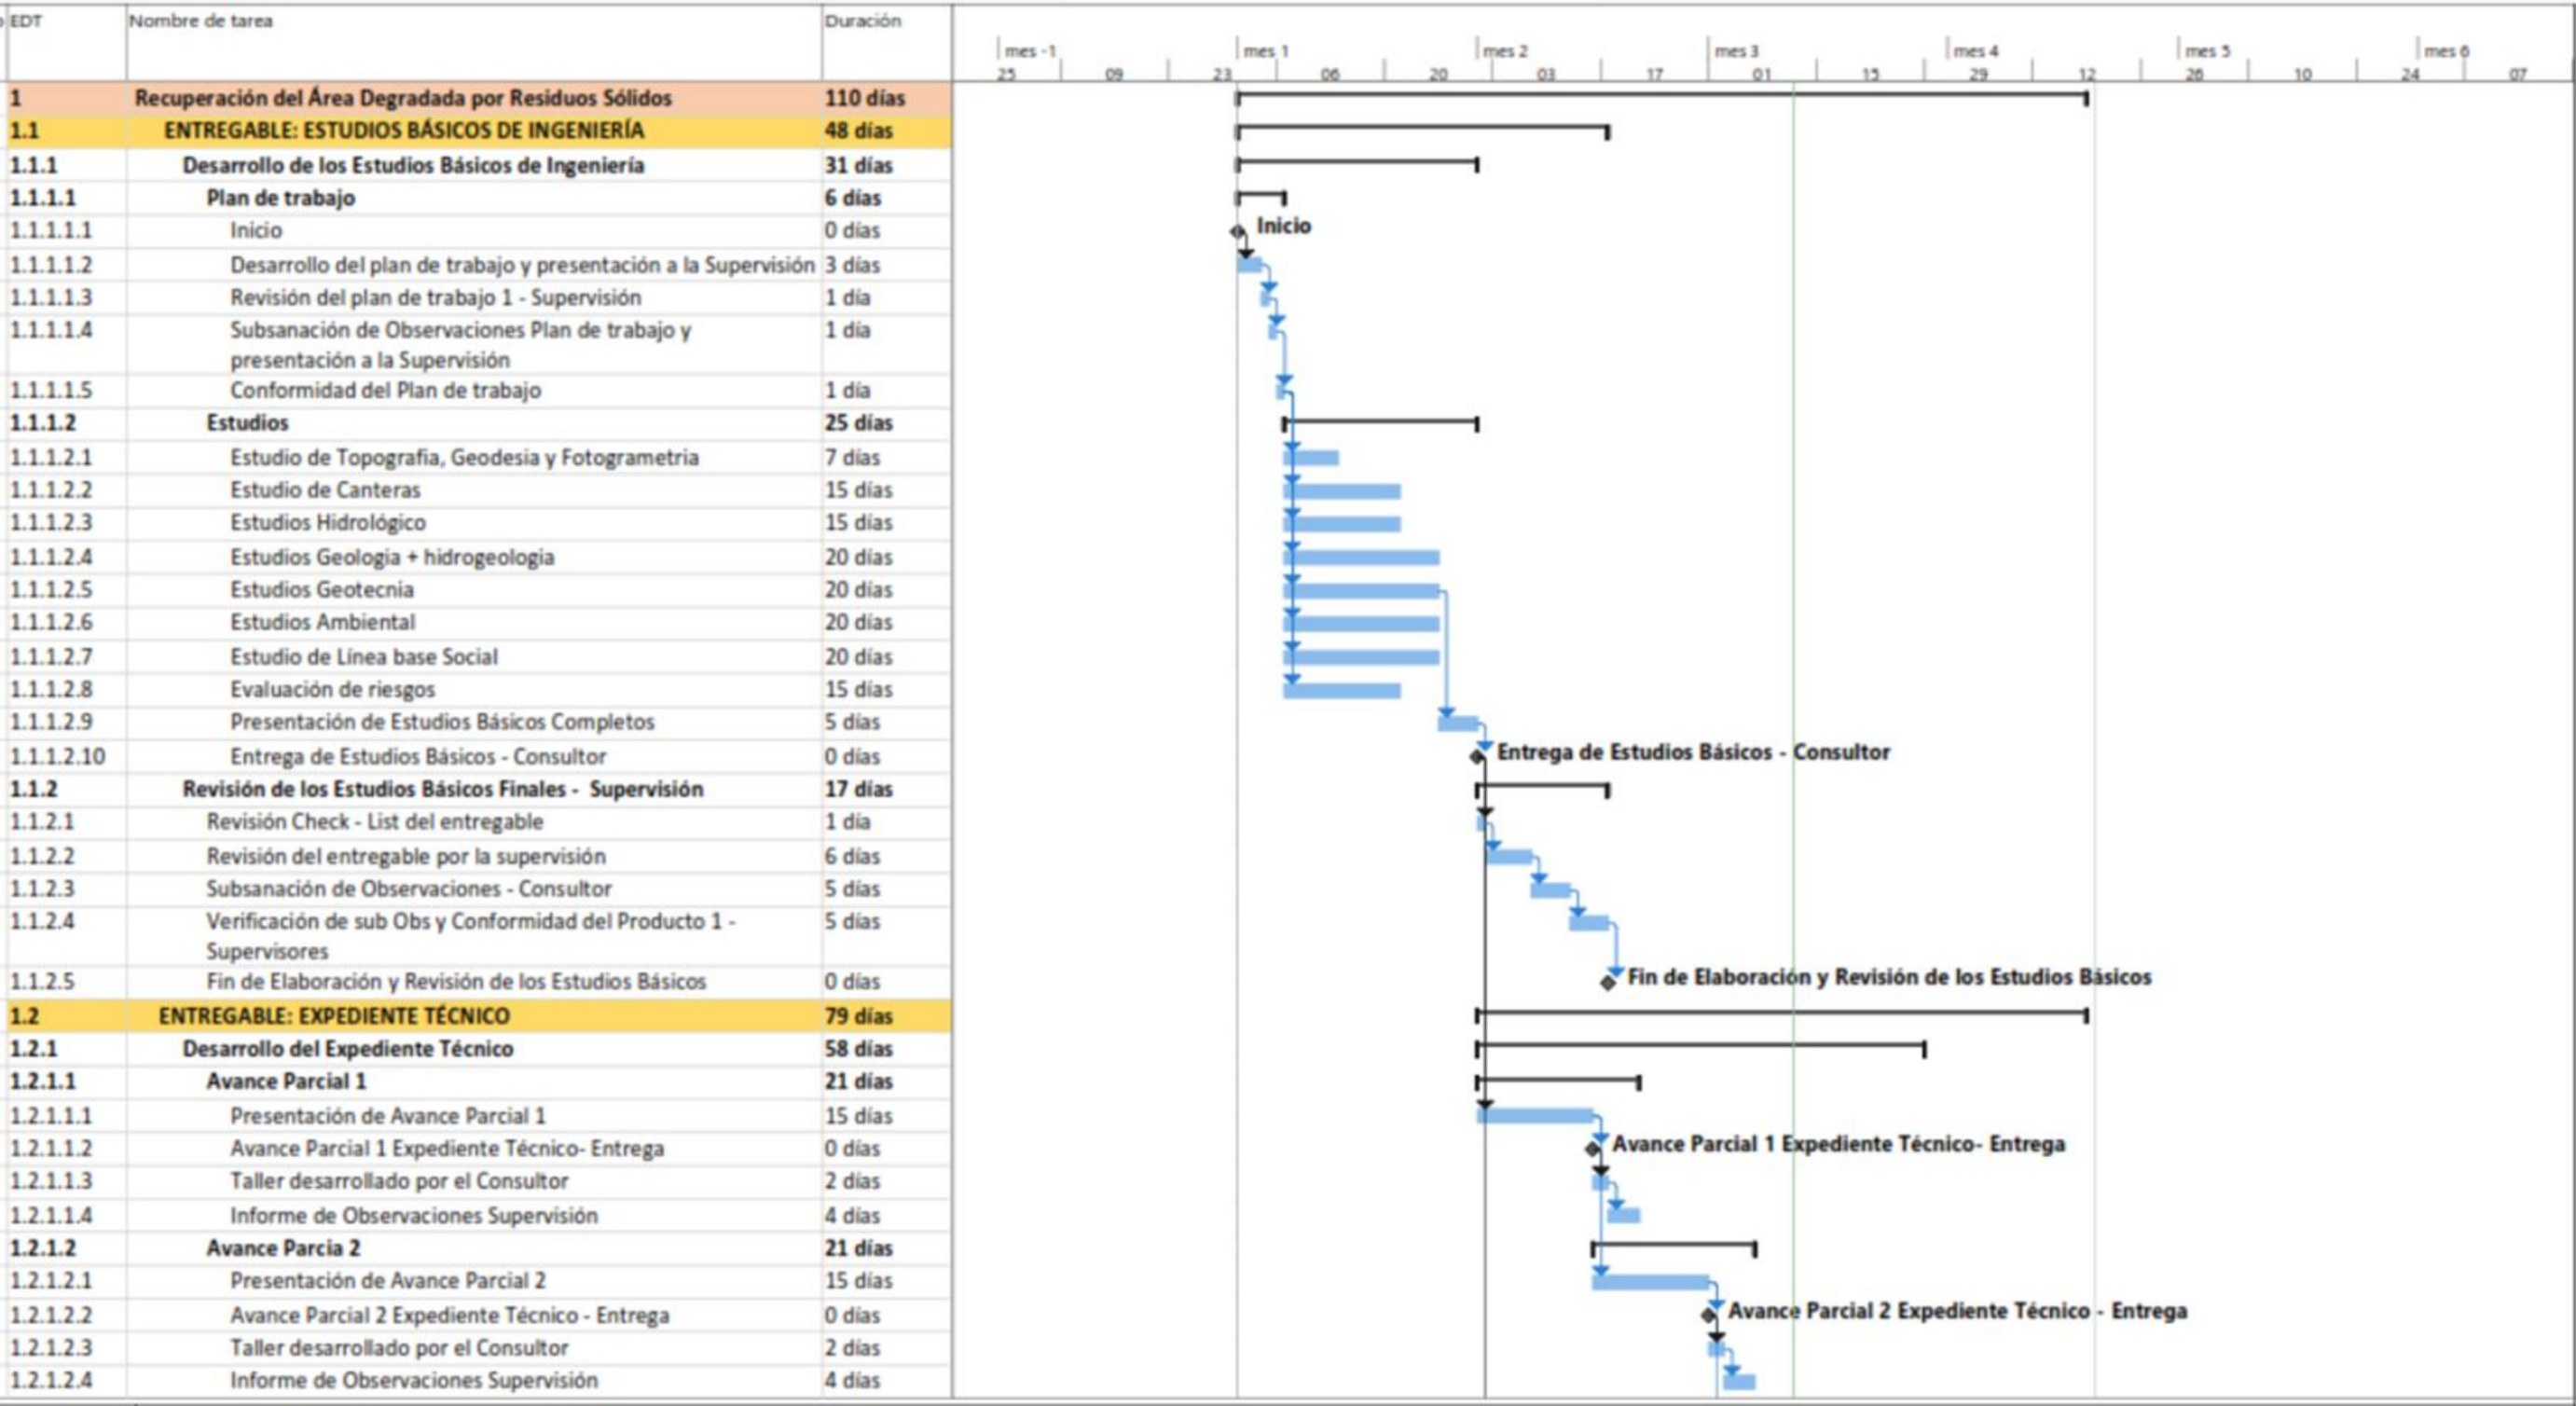 EDT Nombre de tarea Duración
mes -1 mes 1 mes 2 mes 3 mes 4 mes 5 mes 6
25 09 23 06 20 03 17 01 15 29 12 26 10 24 07
1 Recuperación del Área Degradada por Residuos Sólidos 110 días
1.1 ENTREGABLE: ESTUDIOS BÁSICOS DE INGENIERÍA 48 días
1.1.1 Desarrollo de los Estudios Básicos de Ingeniería 31 días
1.1.1.1 Plan de trabajo 6 días
1.1.1.1.1 Inicio 0 días Inicio
1.1.1.1.2 Desarrollo del plan de trabajo y presentación a la Supervisión 3 días
1.1.1.1.3 Revisión del plan de trabajo 1 - Supervisión 1 día
1.1.1.1.4 Subsanación de Observaciones Plan de trabajo y 1 día
presentación a la Supervisión
1.1.1.1.5 Conformidad del Plan de trabajo 1 día
1.1.1.2 Estudios 25 días
1.1.1.2.1 Estudio de Topografia, Geodesia y Fotogrametria 7 días
1.1.1.2.2 Estudio de Canteras 15 días
1.1.1.2.3 Estudios Hidrológico 15 días
1.1.1.2.4 Estudios Geologia + hidrogeologia 20 días
1.1.1.2.5 Estudios Geotecnia 20 días
1.1.1.2.6 Estudios Ambiental 20 días
1.1.1.2.7 Estudio de Línea base Social 20 días
1.1.1.2.8 Evaluación de riesgos 15 días
1.1.1.2.9 Presentación de Estudios Básicos Completos 5 días
1.1.1.2.10 Entrega de Estudios Básicos - Consultor 0 días Entrega de Estudios Básicos - Consultor
1.1.2 Revisión de los Estudios Básicos Finales - Supervisión 17 días
1.1.2.1 Revisión Check - List del entregable 1 día
1.1.2.2 Revisión del entregable por la supervisión 6 días
1.1.2.3 Subsanación de Observaciones - Consultor 5 días
1.1.2.4 Verificación de sub Obs y Conformidad del Producto 1 - 5 días
Supervisores
1.1.2.5 Fin de Elaboración y Revisión de los Estudios Básicos 0 días Fin de Elaboración y Revisión de los Estudios Básicos
1.2 ENTREGABLE: EXPEDIENTE TÉCNICO 79 días
1.2.1 Desarrollo del Expediente Técnico 58 días
1.2.1.1 Avance Parcial 1 21 días
1.2.1.1.1 Presentación de Avance Parcial 1 15 días
1.2.1.1.2 Avance Parcial 1 Expediente Técnico- Entrega 0 días Avance Parcial 1 Expediente Técnico- Entrega
1.2.1.1.3 Taller desarrollado por el Consultor 2 días
1.2.1.1.4 Informe de Observaciones Supervisión 4 días
1.2.1.2 Avance Parcia 2 21 días
1.2.1.2.1 Presentación de Avance Parcial 2 15 días
1.2.1.2.2 Avance Parcial 2 Expediente Técnico - Entrega 0 días Avance Parcial 2 Expediente Técnico - Entrega
1.2.1.2.3 Taller desarrollado por el Consultor 2 días
1.2.1.2.4 Informe de Observaciones Supervisión 4 días